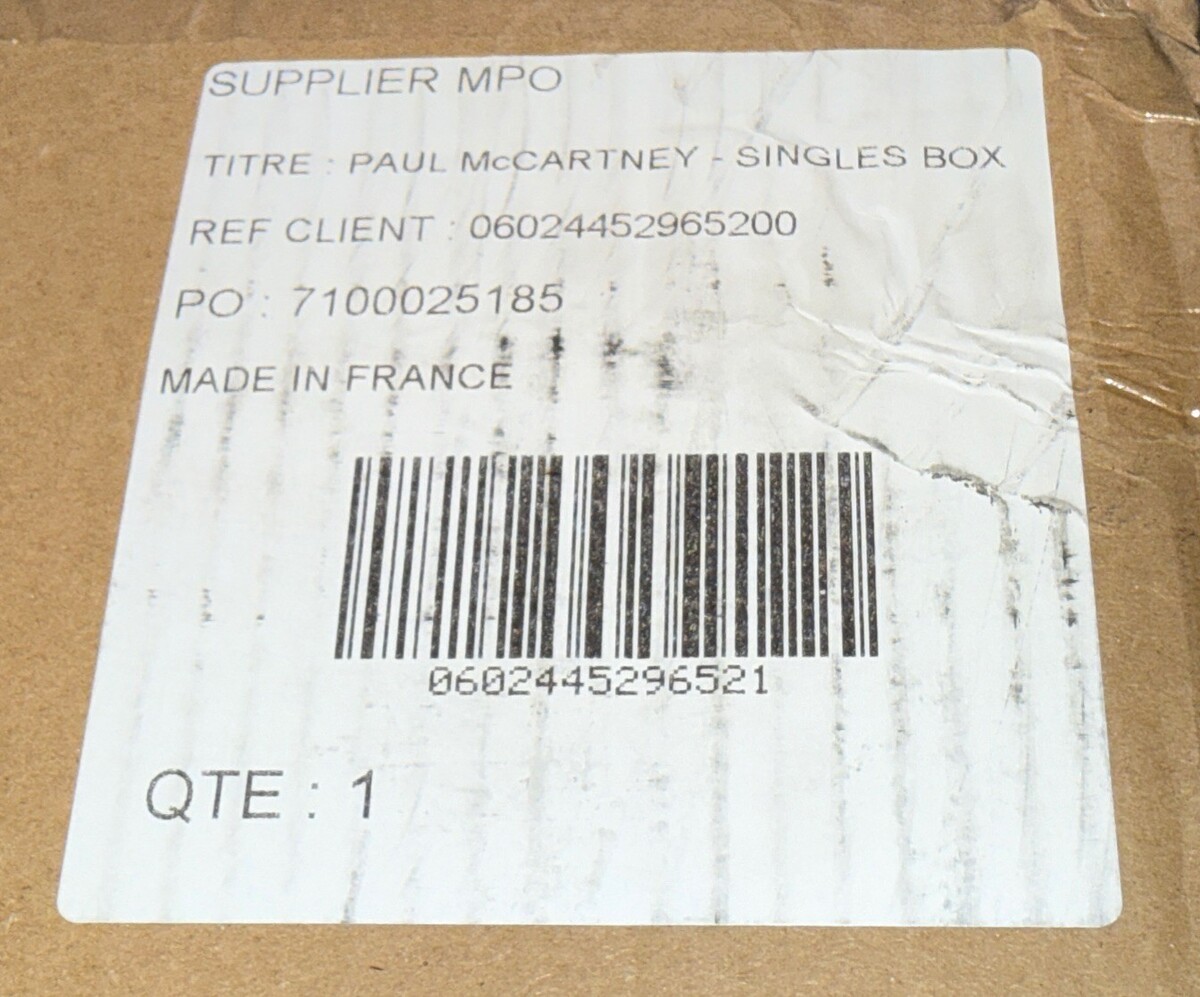 SUPPLIER MPO
TITRE : PAUL McCARTNEY - SINGLES BOX
REF CLIENT : 06024452965200
PO : 7100025185
MADE IN FRANCE
0602445296521
QTE : 1